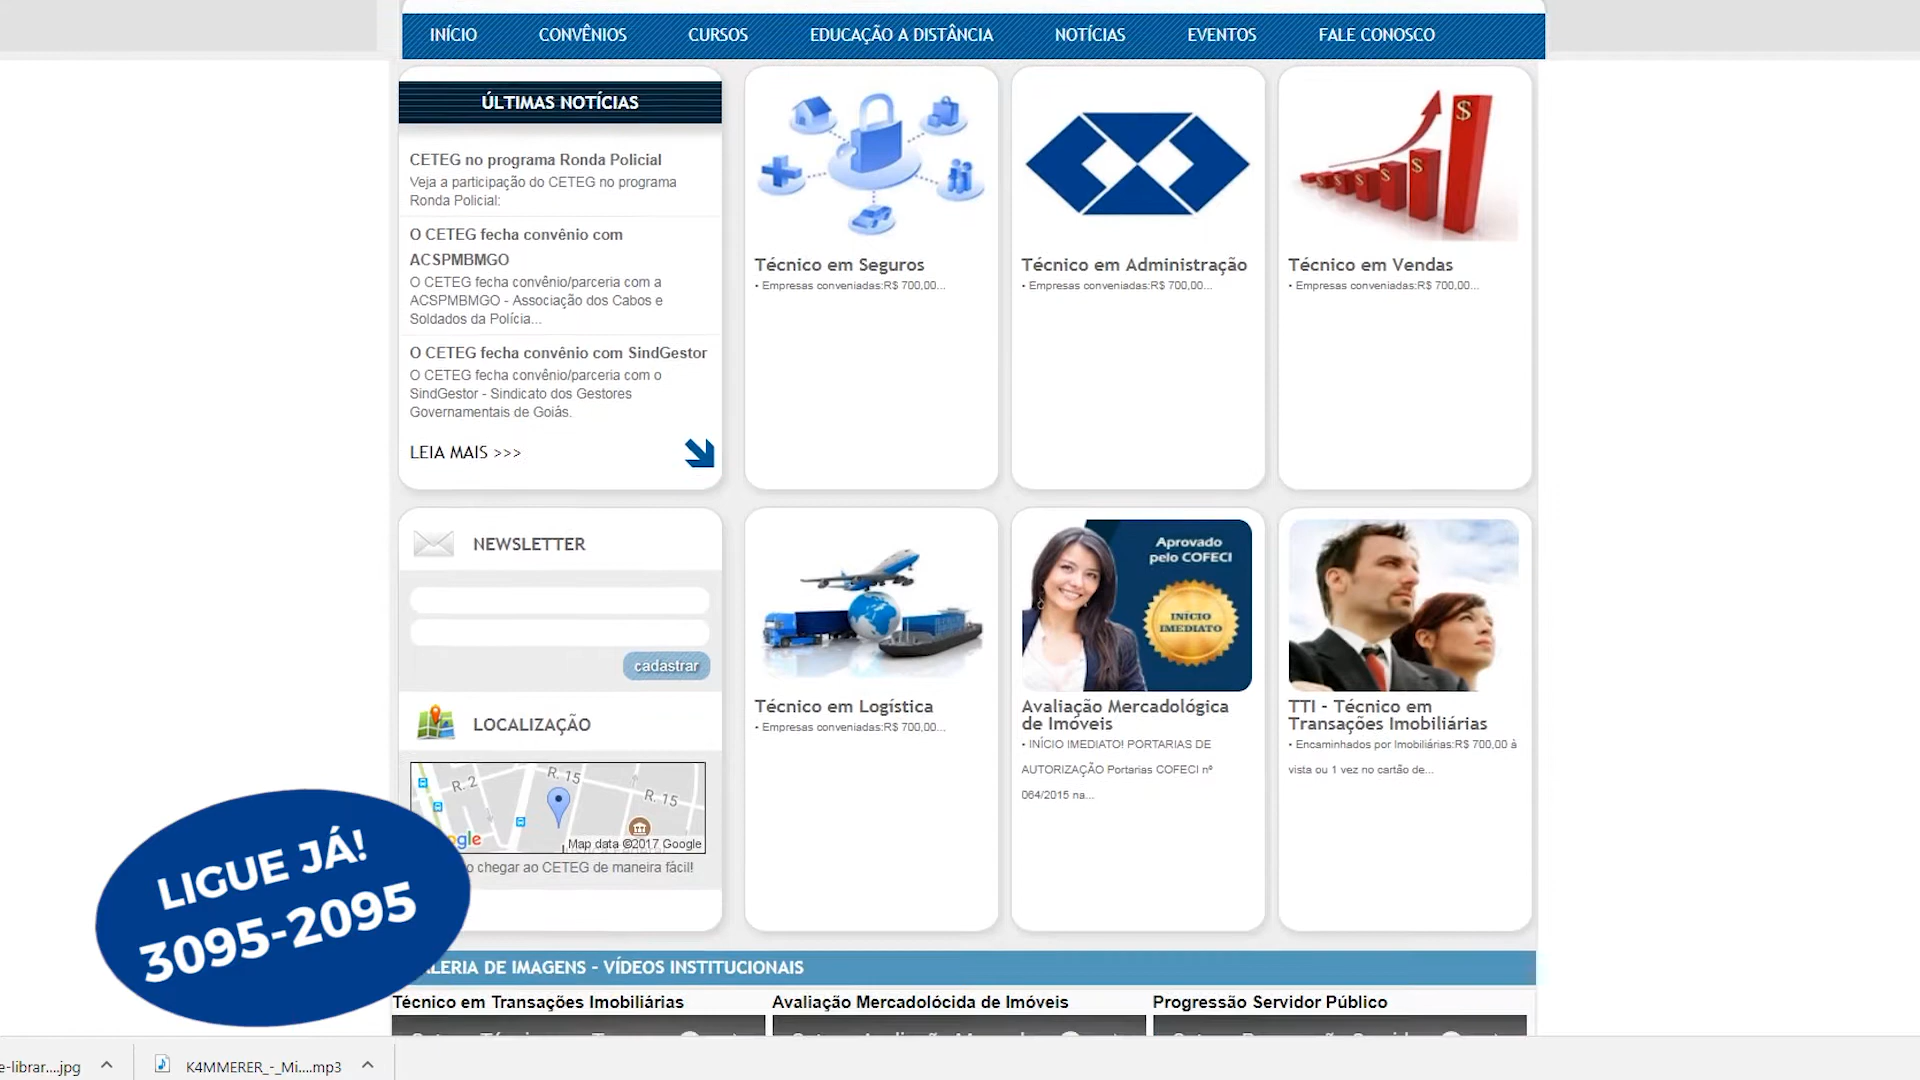 INÍCIO CONVÊNIOS CURSOS EDUCAÇÃO A DISTÂNCIA NOTÍCIAS EVENTOS FALE CONOSCO
ÚLTIMAS NOTÍCIAS
CETEG no programa Ronda Policial
Veja a participação do CETEG no programa
Ronda Policial:
O CETEG fecha convênio com
ACSPMBMGO
O CETEG fecha convênio/parceria com a
ACSPMBMGO - Associação dos Cabos e
Soldados da Polícia...
O CETEG fecha convênio com SindGestor
O CETEG fecha convênio/parceria com o
SindGestor - Sindicato dos Gestores
Governamentais de Goiás.
LEIA MAIS >>>
Técnico em Seguros
• Empresas conveniadas:R$ 700,00...
Técnico em Administração
• Empresas conveniadas:R$ 700,00...
$ $ $ $
Técnico em Vendas
• Empresas conveniadas:R$ 700,00...
NEWSLETTER
cadastrar
LOCALIZAÇÃO
R. 2
R. 15
R. 15
ogle
Map data ©2017 Google
o chegar ao CETEG de maneira fácil!
Técnico em Logística
• Empresas conveniadas:R$ 700,00...
Aprovado
pelo COFECI
INÍCIO
IMEDIATO
Avaliação Mercadológica
de Imóveis
• INÍCIO IMEDIATO! PORTARIAS DE
AUTORIZAÇÃO Portarias COFECI nº
064/2015 na...
TTI - Técnico em
Transações Imobiliárias
• Encaminhados por Imobiliárias:R$ 700,00 à
vista ou 1 vez no cartão de...
LIGUE JÁ!
3095-2095
ALERIA DE IMAGENS - VÍDEOS INSTITUCIONAIS
Técnico em Transações Imobiliárias
Avaliação Mercadolócida de Imóveis
Progressão Servidor Público
e-librar....jpg
K4MMERER_-_Mi....mp3